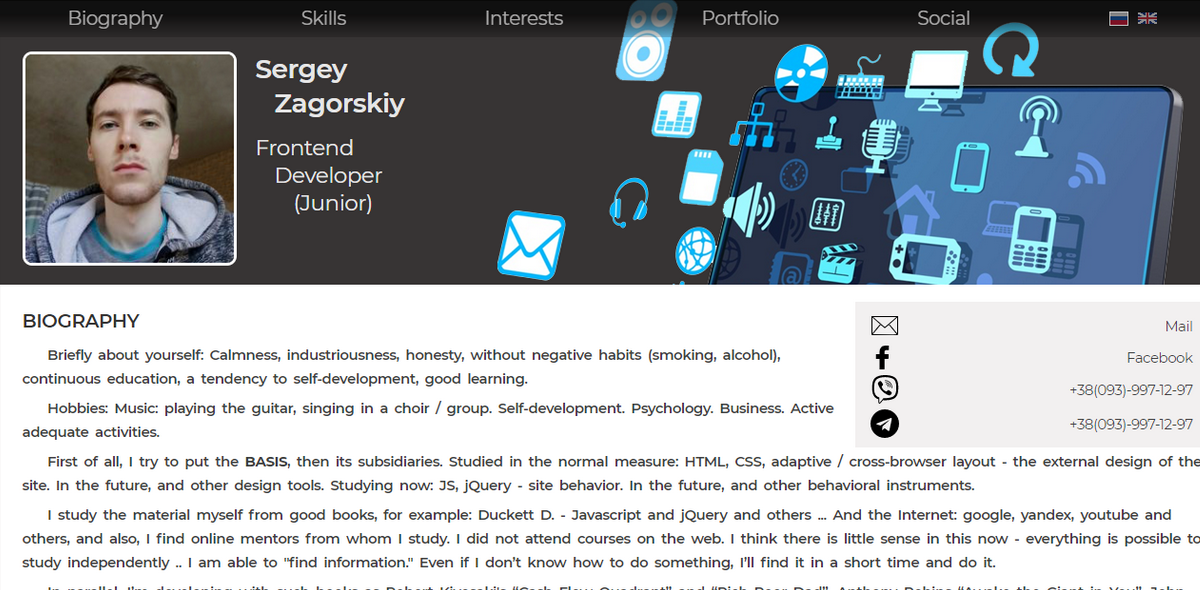 Biography Skills Interests Portfolio Social
Sergey
Zagorskiy
Frontend
Developer
(Junior)
BIOGRAPHY
Briefly about yourself: Calmness, industriousness, honesty, without negative habits (smoking, alcohol),
continuous education, a tendency to self-development, good learning.
Hobbies: Music: playing the guitar, singing in a choir / group. Self-development. Psychology. Business. Active
adequate activities.
Mail
Facebook
+38(093)-997-12-97
+38(093)-997-12-97
First of all, I try to put the BASIS, then its subsidiaries. Studied in the normal measure: HTML, CSS, adaptive / cross-browser layout - the external design of the
site. In the future, and other design tools. Studying now: JS, jQuery - site behavior. In the future, and other behavioral instruments.
I study the material myself from good books, for example: Duckett D. - Javascript and jQuery and others ... And the Internet: google, yandex, youtube and
others, and also, I find online mentors from whom I study. I did not attend courses on the web. I think there is little sense in this now - everything is possible to
study independently .. I am able to "find information." Even if I don't know how to do something, I'll find it in a short time and do it.